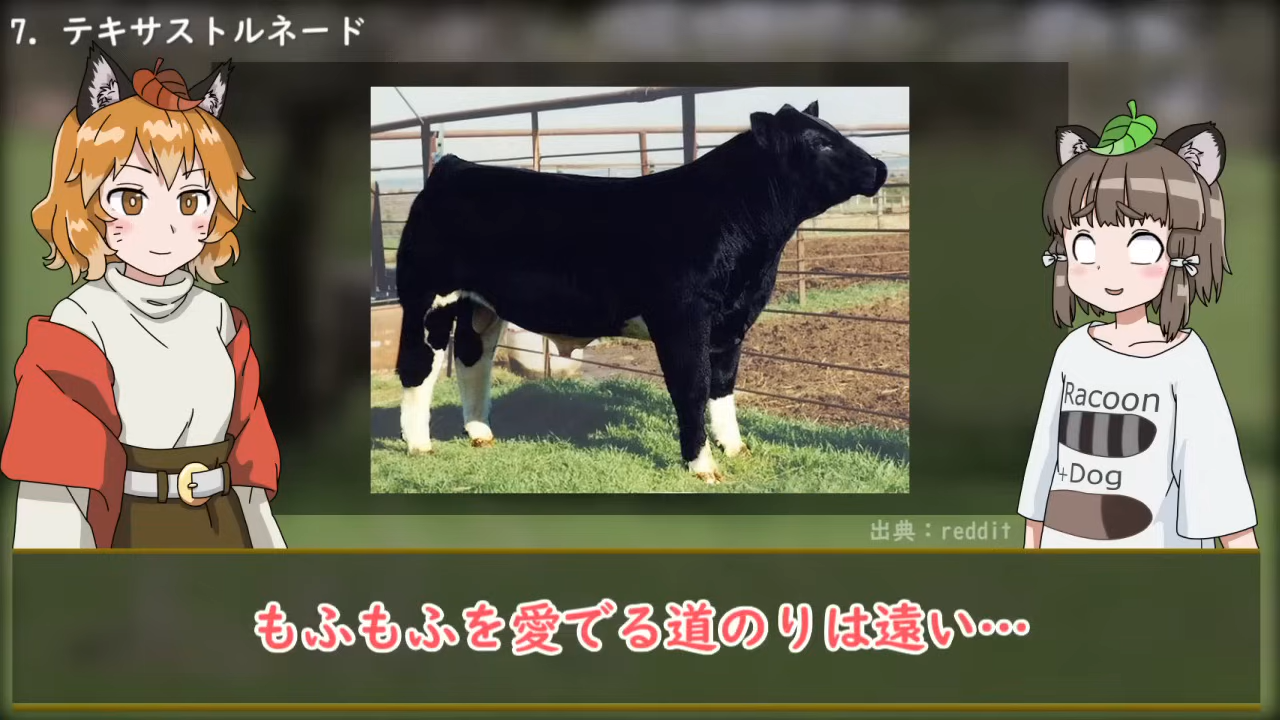 7. テキサストルネード
Racoon
+Dog
出典：reddit
もふもふを愛でる道のりは遠い…